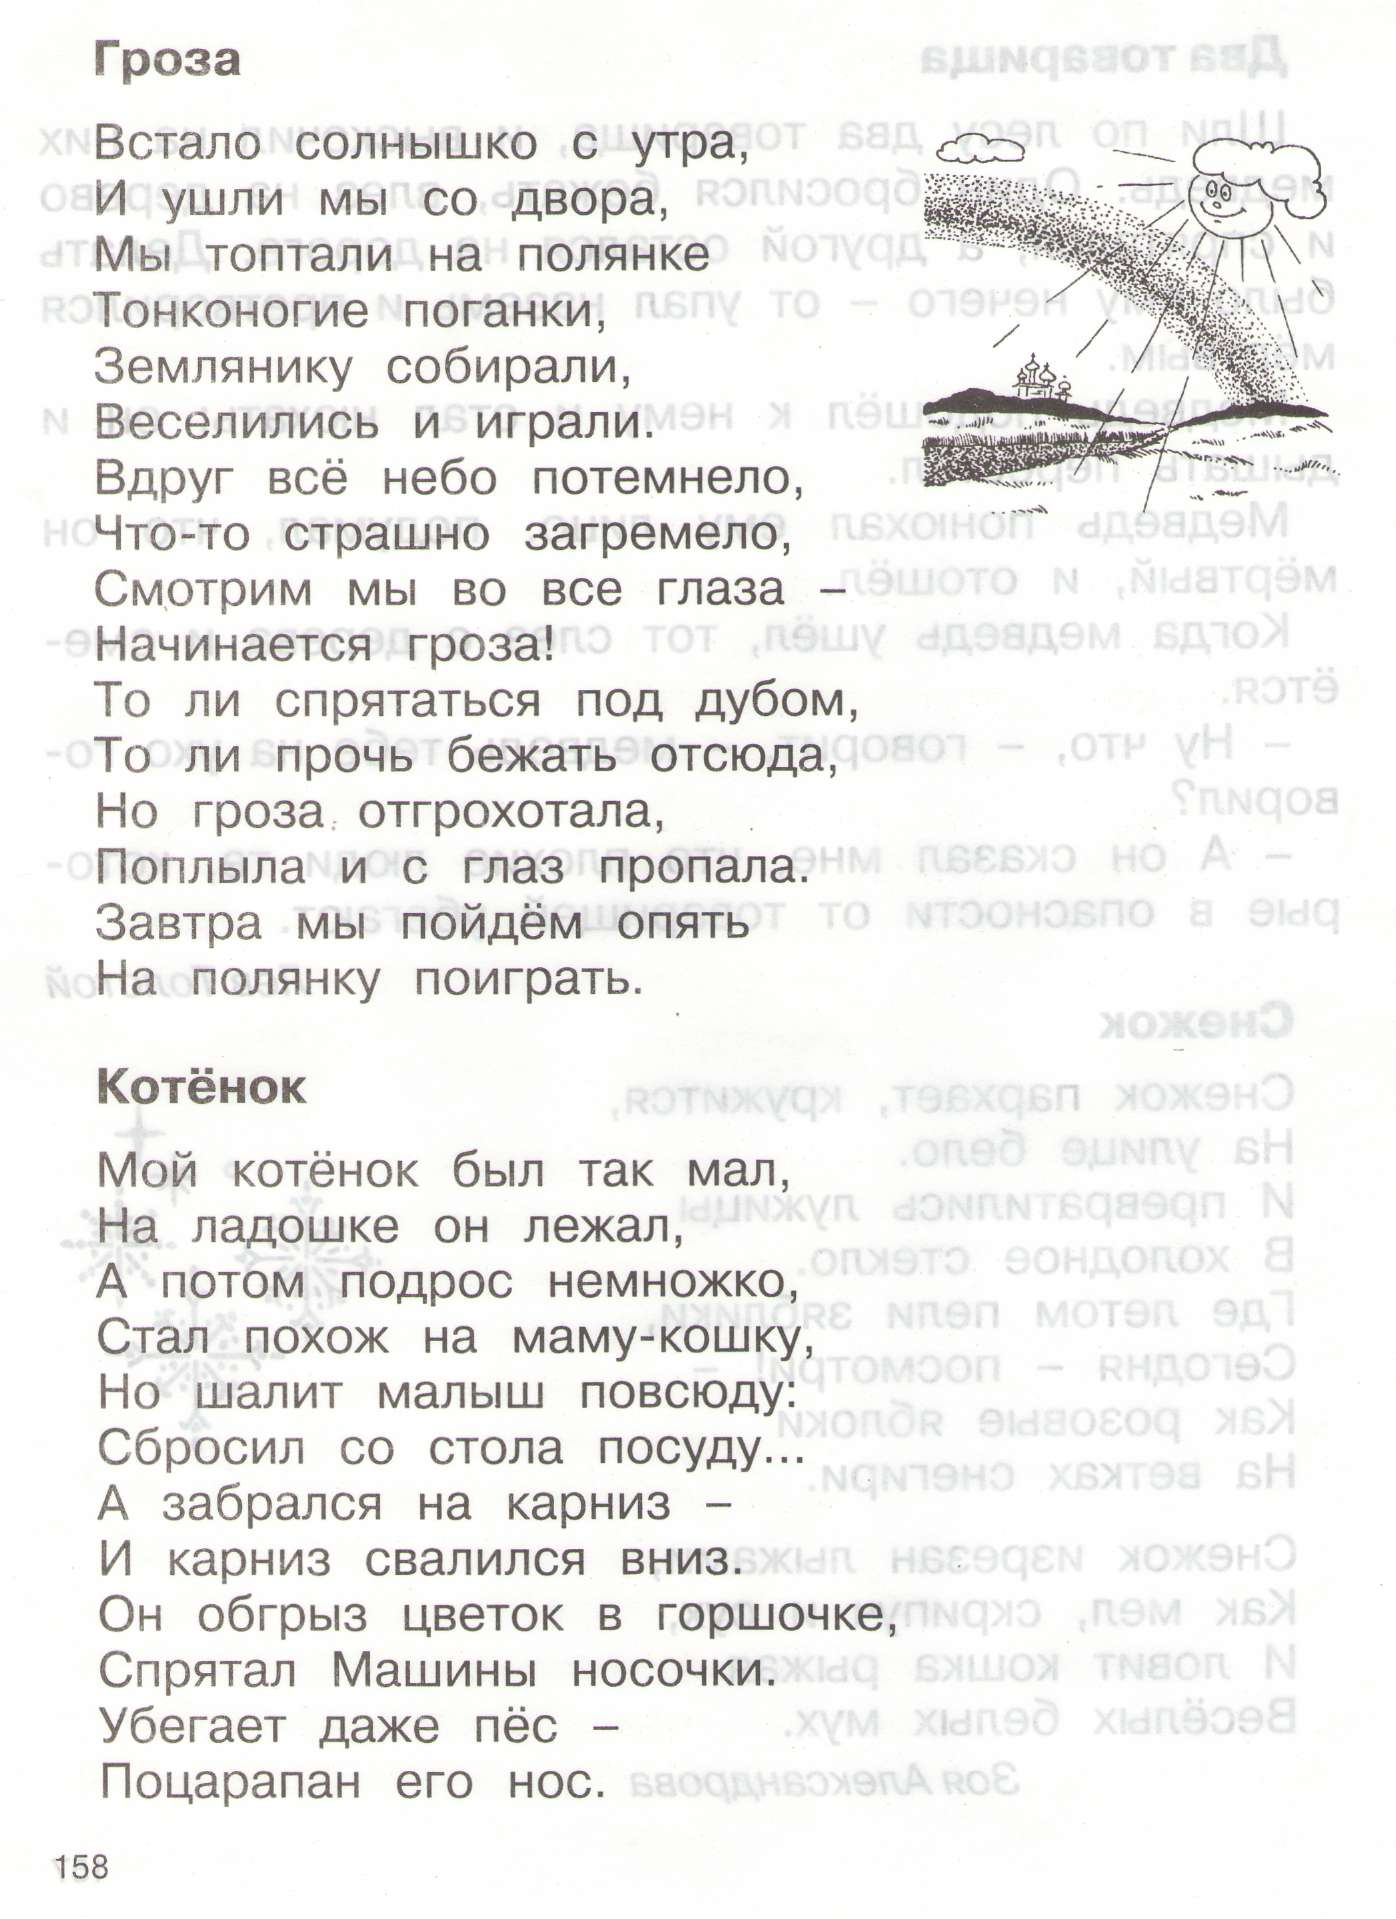 Гроза
Встало солнышко с утра,
И ушли мы со двора,
Мы топтали на полянке
Тонконогие поганки,
Землянику собирали,
Веселились и играли.
Вдруг всё небо потемнело,
Что-то страшно загремело,
Смотрим мы во все глаза –
Начинается гроза!
То ли спрятаться под дубом,
То ли прочь бежать отсюда,
Но гроза отгрохотала,
Поплыла и с глаз пропала.
Завтра мы пойдём опять
На полянку поиграть.
Котёнок
Мой котёнок был так мал,
На ладошке он лежал,
А потом подрос немножко,
Стал похож на маму-кошку,
Но шалит малыш повсюду:
Сбросил со стола посуду...
А забрался на карниз –
И карниз свалился вниз.
Он обгрыз цветок в горшочке,
Спрятал Машины носочки.
Убегает даже пёс –
Поцарапан его нос.
158